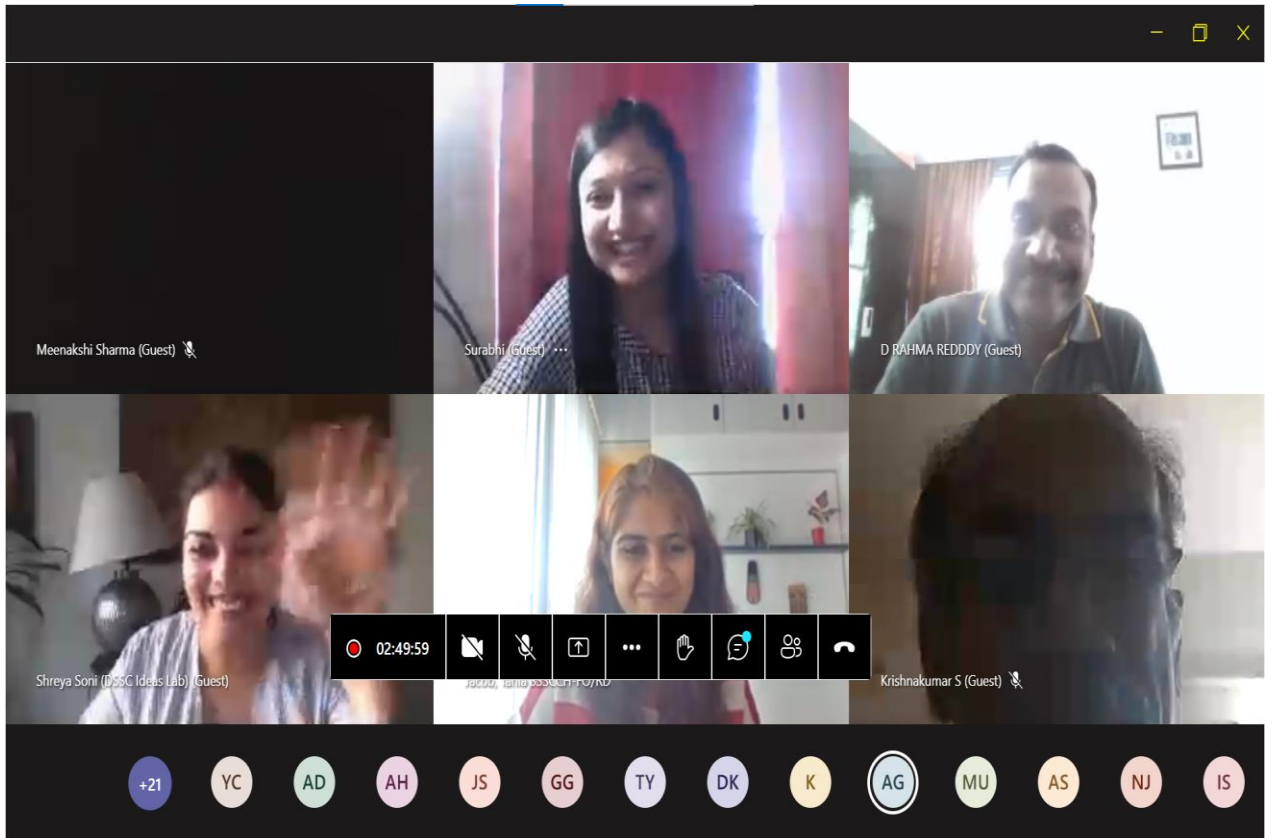 Meenakshi Sharma (Guest)
Surabhi (Guest)
D RAHMA REDDDY (Guest)
Shreya Soni (DSSC Ideas Lab) (Guest)
02:49:59
Krishnakumar S (Guest)
+21
YC
AD
AH
JS
GG
TY
DK
K
AG
MU
AS
NJ
IS